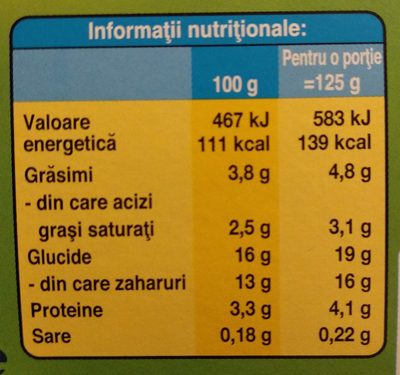 Informaţii nutriţionale:
100 g Pentru o porţie =125 g
Valoare energetică 467 kJ 583 kJ
111 kcal 139 kcal
Grăsimi 3,8 g 4,8 g
- din care acizi
graşi saturaţi 2,5 g 3,1 g
Glucide 16 g 19 g
- din care zaharuri 13 g 16 g
Proteine 3,3 g 4,1 g
Sare 0,18 g 0,22 g